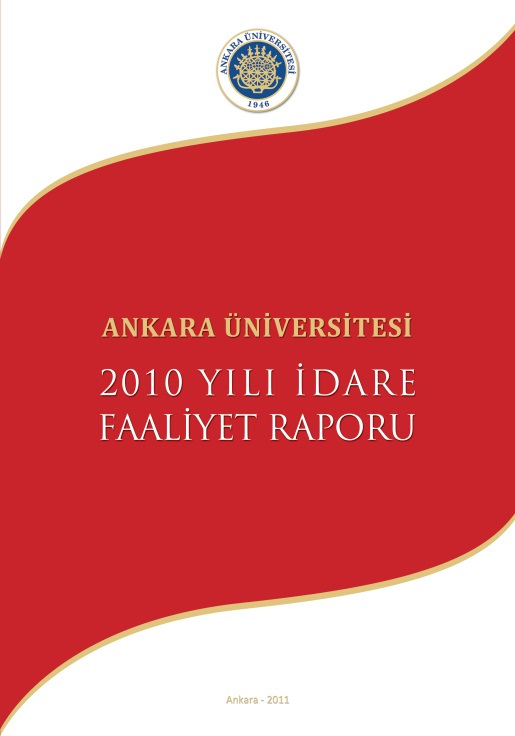 ANKARA ÜNİVERSİTESİ
1946
ANKARA ÜNİVERSİTESİ
2010 YILI İDARE
FAALİYET RAPORU
Ankara - 2011